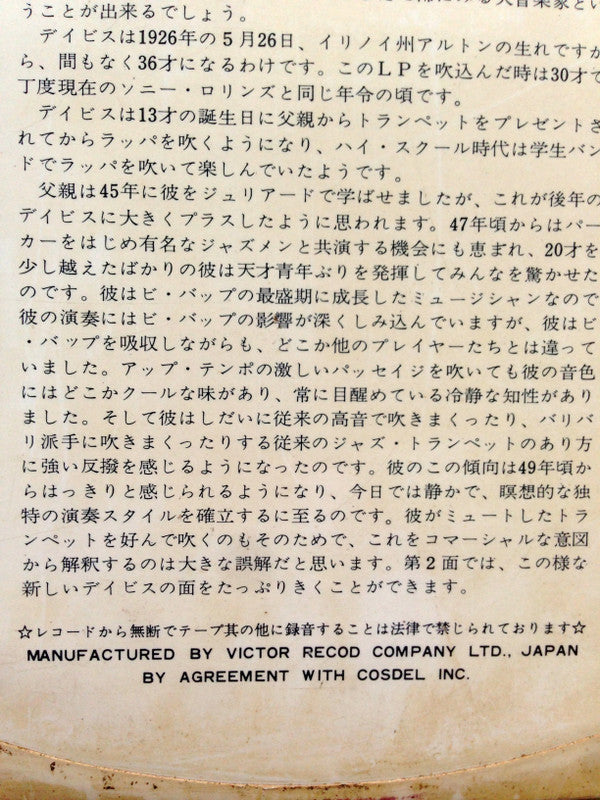 うことが出来るでしょう。
デイビスは1926年の5月26日、イリノイ州アルトンの生れですか
ら、間もなく36才になるわけです。このLPを吹込んだ時は30才で
丁度現在のソニー・ロリンズと同じ年令の頃です。
デイビスは13才の誕生日に父親からトランペットをプレゼントさ
れてからラッパを吹くようになり、ハイ・スクール時代は学生バン
ドでラッパを吹いて楽しんでいたようです。
父親は45年に彼をジュリアードで学ばせましたが、これが後年の
デイビスに大きくプラスしたように思われます。47年頃からはパー
カーをはじめ有名なジャズメンと共演する機会にも恵まれ、20才を
少し越えたばかりの彼は天才青年ぶりを発揮してみんなを驚かせた
のです。彼はビ・バップの最盛期に成長したミュージシャンなので
彼の演奏にはビ・バップの影響が深くしみ込んでいますが、彼はビ
・バップを吸収しながらも、どこか他のプレイヤーたちとは違って
いました。アップ・テンポの激しいパッセイジを吹いても彼の音色
にはどこかクールな味があり、常に目醒めている冷静な知性があり
ました。そして彼はしだいに従来の高音で吹きまくったり、バリバ
リ派手に吹きまくったりする従来のジャズ・トランペットのあり方
に強い反撥を感じるようになったのです。彼のこの傾向は49年頃か
らはっきりと感じられるようになり、今日では静かで、瞑想的な独
特の演奏スタイルを確立するに至るのです。彼がミュートしたトラ
ンペットを好んで吹くのもそのためで、これをコマーシャルな意図
から解釈するのは大きな誤解だと思います。第2面では、この様な
新しいデイビスの面をたっぷりきくことができます。
☆レコードから無断でテープ其の他に録音することは法律で禁じられております☆
MANUFACTURED BY VICTOR RECOD COMPANY LTD., JAPAN
BY AGREEMENT WITH COSDEL INC.